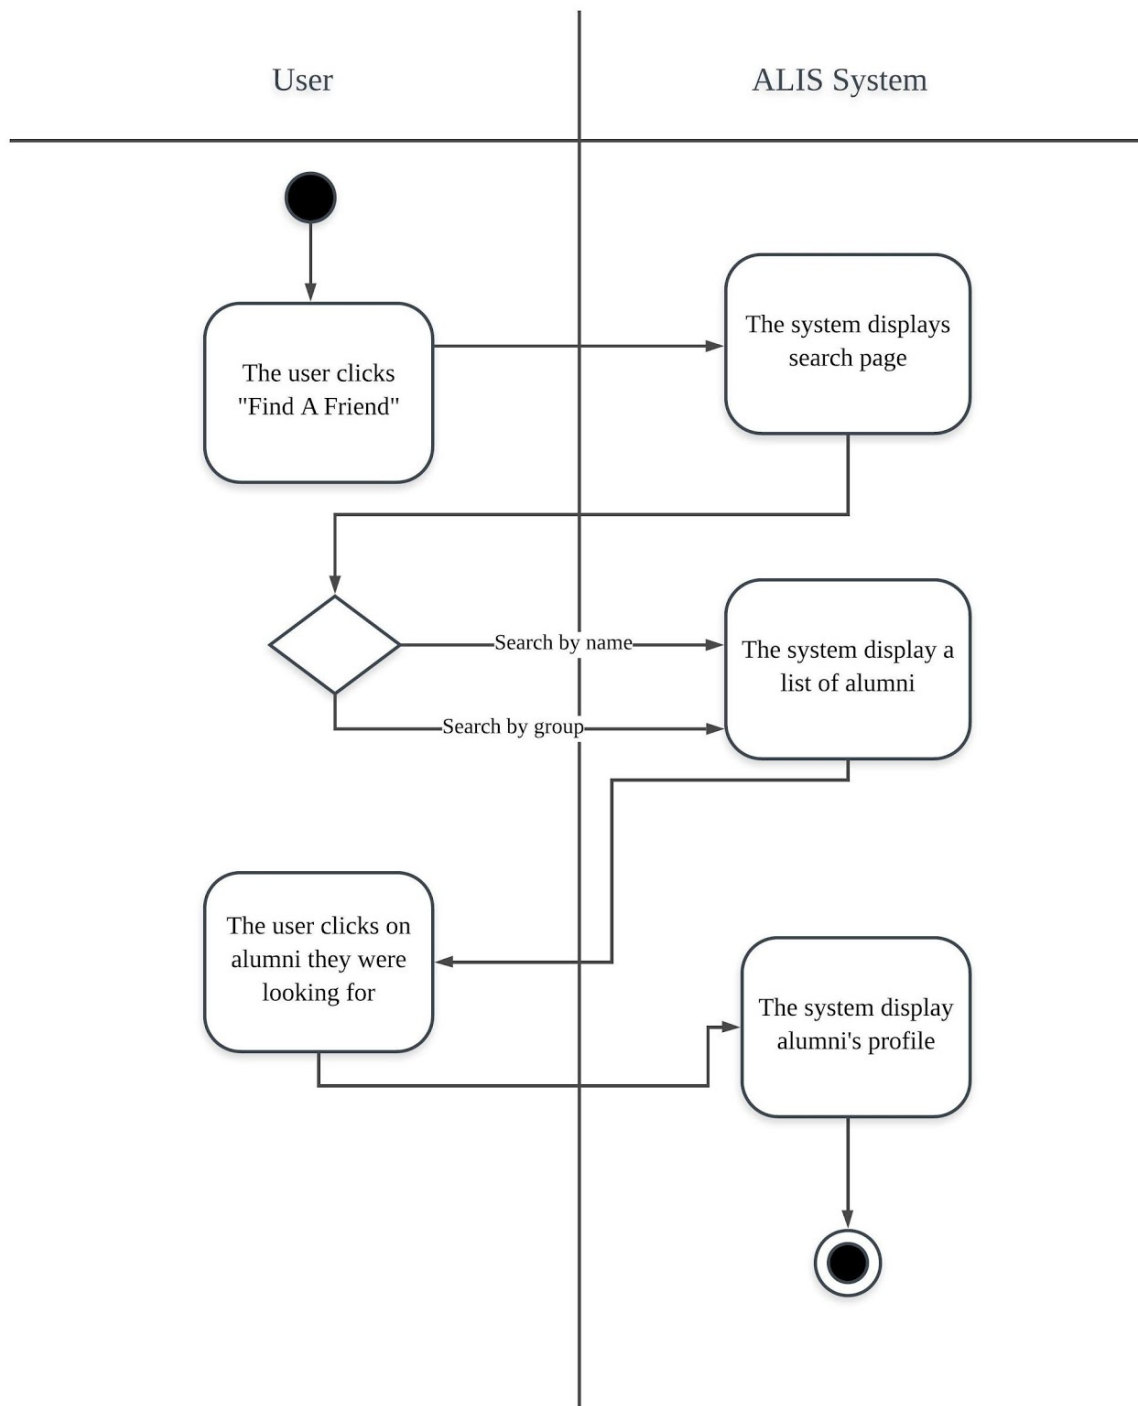 User
ALIS System
The user clicks
"Find A Friend"
The system displays
search page
Search by name
Search by group
The system display a
list of alumni
The user clicks on
alumni they were
looking for
The system display
alumni's profile